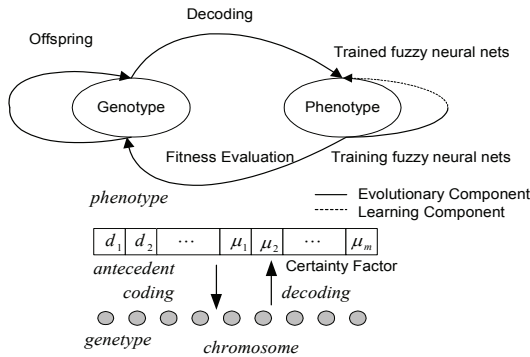 Decoding
Offspring
Trained fuzzy neural nets
Genotype
Phenotype
Fitness Evaluation
Training fuzzy neural nets
phenotype
Evolutionary Component
Learning Component
d1 d2 ⋯ μ1 μ2 ⋯ μm
antecedent
Certainty Factor
coding
decoding
genetype
chromosome